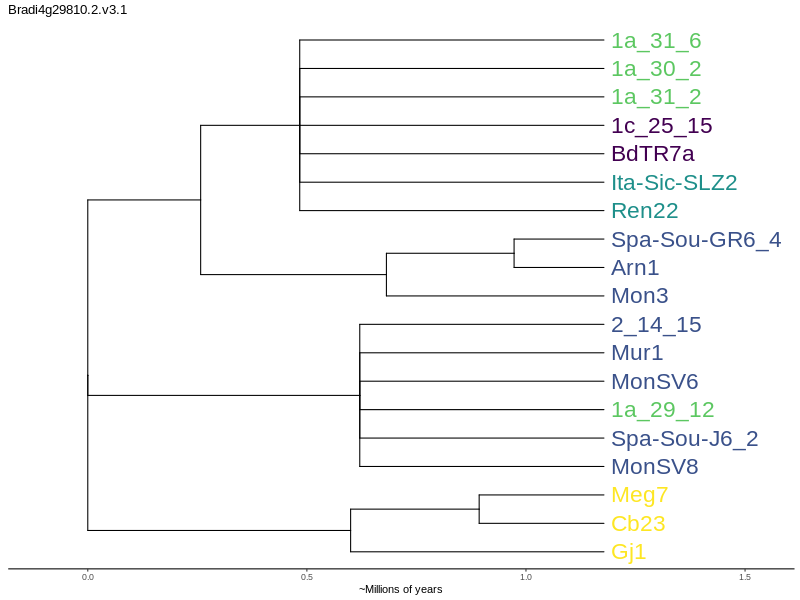 Bradi4g29810.2.v3.1
1a_31_6
1a_30_2
1a_31_2
1c_25_15
BdTR7a
Ita-Sic-SLZ2
Ren22
Spa-Sou-GR6_4
Arn1
Mon3
2_14_15
Mur1
MonSV6
1a_29_12
Spa-Sou-J6_2
MonSV8
Meg7
Cb23
Gj1
0.0 0.5 1.0 1.5
~Millions of years